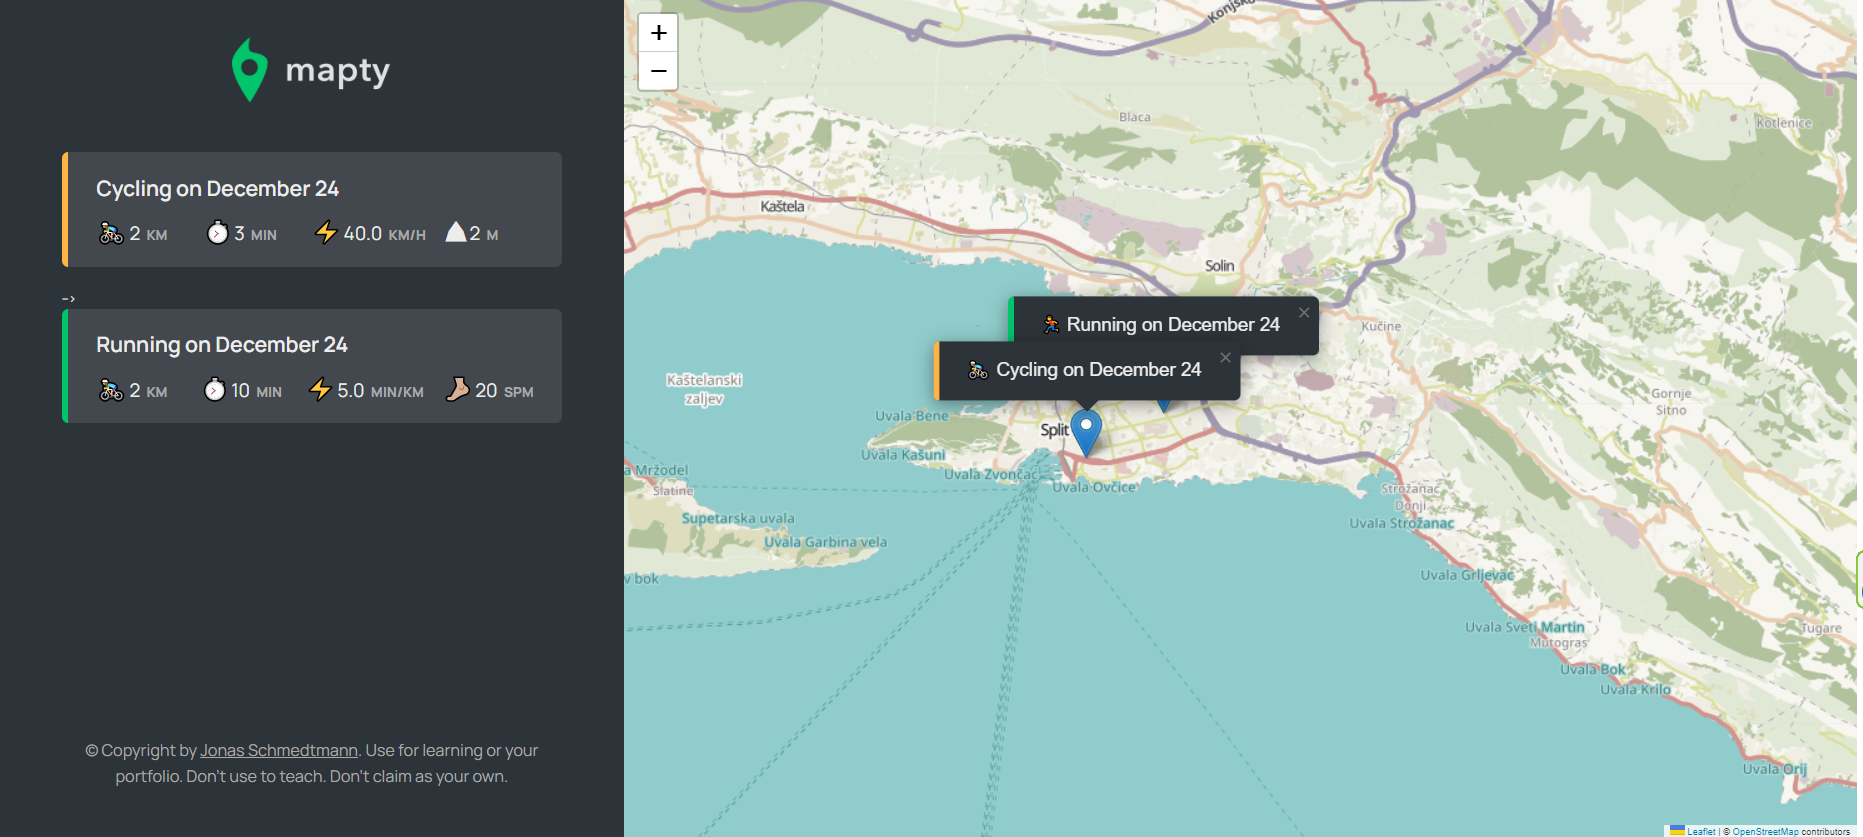 mapty
Cycling on December 24
2 KM
3 MIN
40.0 KM/H
2 M
-->
Running on December 24
2 KM
10 MIN
5.0 MIN/KM
20 SPM
© Copyright by Jonas Schmedtmann. Use for learning or your
portfolio. Don't use to teach. Don't claim as your own.
+
−
Blaca
Kotlenice
Kaštela
Solin
Running on December 24 ×
Kučine
Cycling on December 24 ×
Kaštelanski
zaljev
Gornje
Sitno
Uvala Bene
Split
Uvala Kašuni
Uvala Zvončac
Uvala Ovčice
a Mržodel
Slatine
Strožanac
Donji
Uvala Strožanac
Supetarska uvala
Uvala Garbina vela
v bok
Uvala Grljevac
Uvala Sveti Martin
Mutogras
Tugare
Uvala Bok
Uvala Krilo
Uvala Orij
Leaflet | © OpenStreetMap contributors